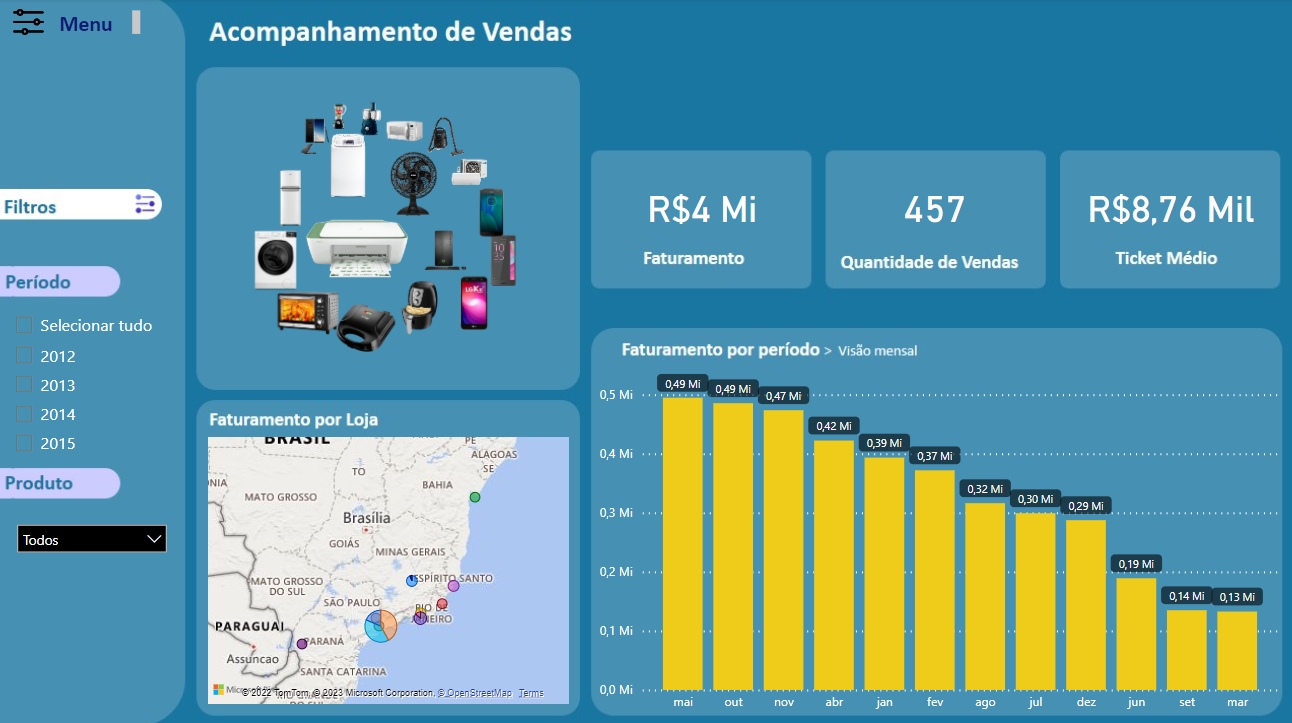 Menu
Acompanhamento de Vendas
Filtros
Período
Selecionar tudo
2012
2013
2014
2015
Produto
Todos
R$4 Mi
Faturamento
457
Quantidade de Vendas
R$8,76 Mil
Ticket Médio
Faturamento por Loja
BRASIL
PE
ALAGOAS
SE
TO
BAHIA
MATO GROSSO
Brasília
GOIÁS
MINAS GERAIS
ESPÍRITO SANTO
MATO GROSSO
DO SUL
SÃO PAULO
RIO DE
JANEIRO
PARAGUAI
PARANÁ
Assuncao
SANTA CATARINA
© 2022 TomTom, © 2023 Microsoft Corporation, © OpenStreetMap Terms
Faturamento por período > Visão mensal
0,5 Mi
0,4 Mi
0,3 Mi
0,2 Mi
0,1 Mi
0,0 Mi
0,49 Mi
0,49 Mi
0,47 Mi
0,42 Mi
0,39 Mi
0,37 Mi
0,32 Mi
0,30 Mi
0,29 Mi
0,19 Mi
0,14 Mi
0,13 Mi
mai out nov abr jan fev ago jul dez jun set mar